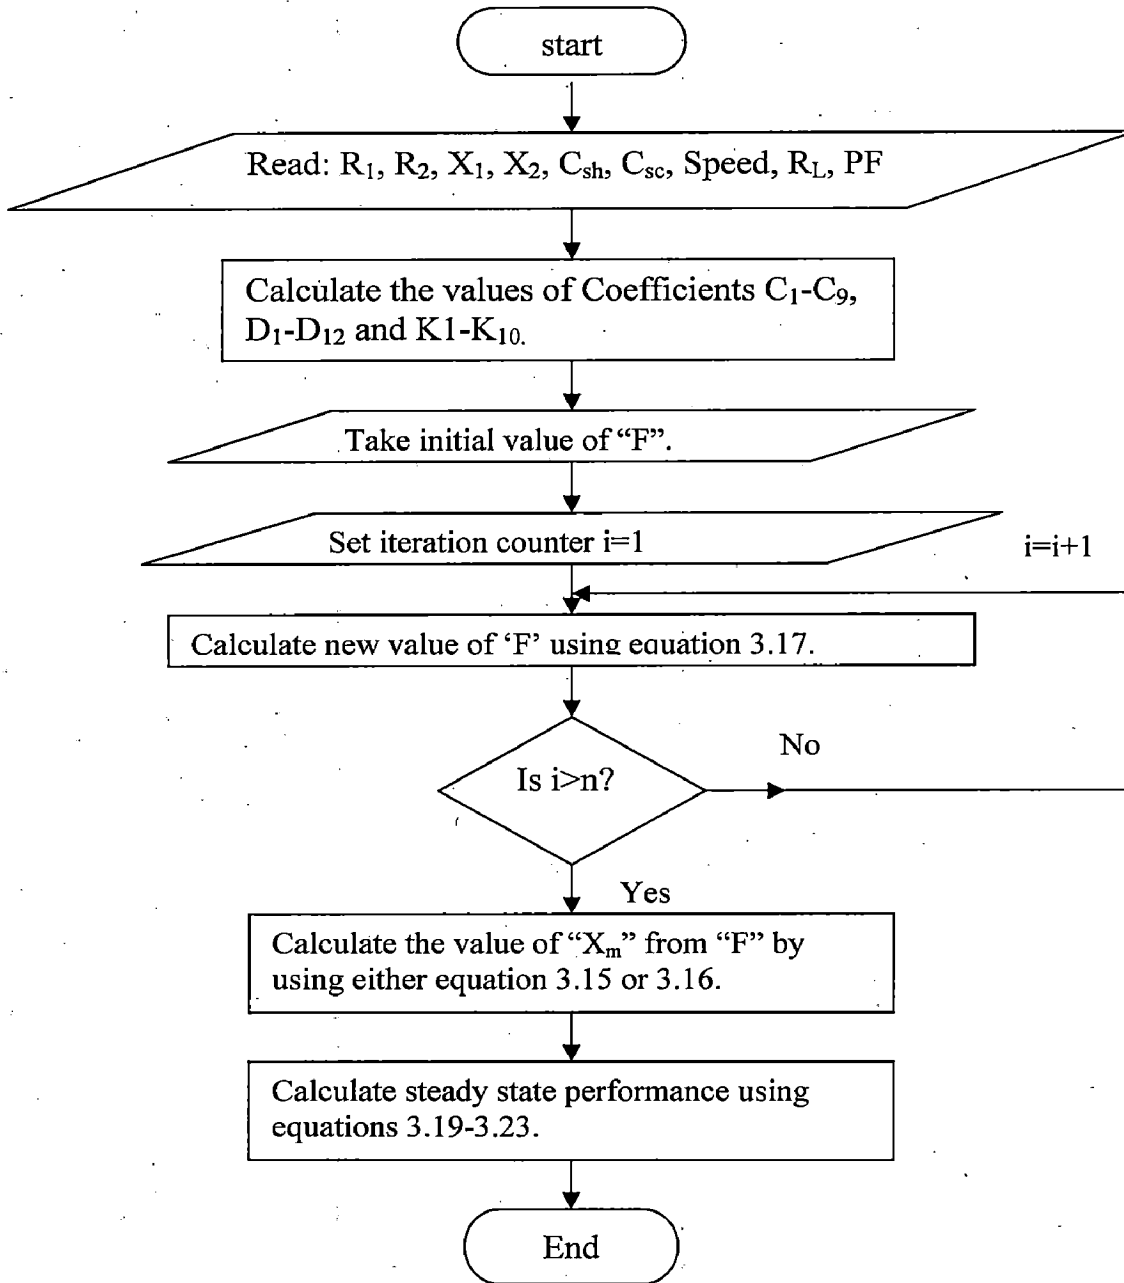 start
Read: R₁, R₂, X₁, X₂, Cₛₕ, C_sc, Speed, R_L, PF
Calculate the values of Coefficients C₁-C₉,
D₁-D₁₂ and K1-K₁₀.
Take initial value of “F”.
Set iteration counter i=1
i=i+1
Calculate new value of ‘F’ using equation 3.17.
Is i>n?
No
Yes
Calculate the value of “Xₘ” from “F” by
using either equation 3.15 or 3.16.
Calculate steady state performance using
equations 3.19-3.23.
End